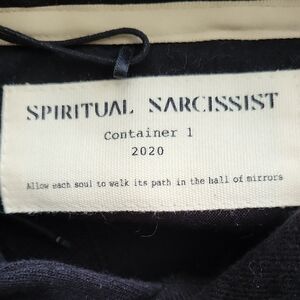 SPIRITUAL NARCISSIST
Container 1
2020
Allow each soul to walk its path in the hall of mirrors